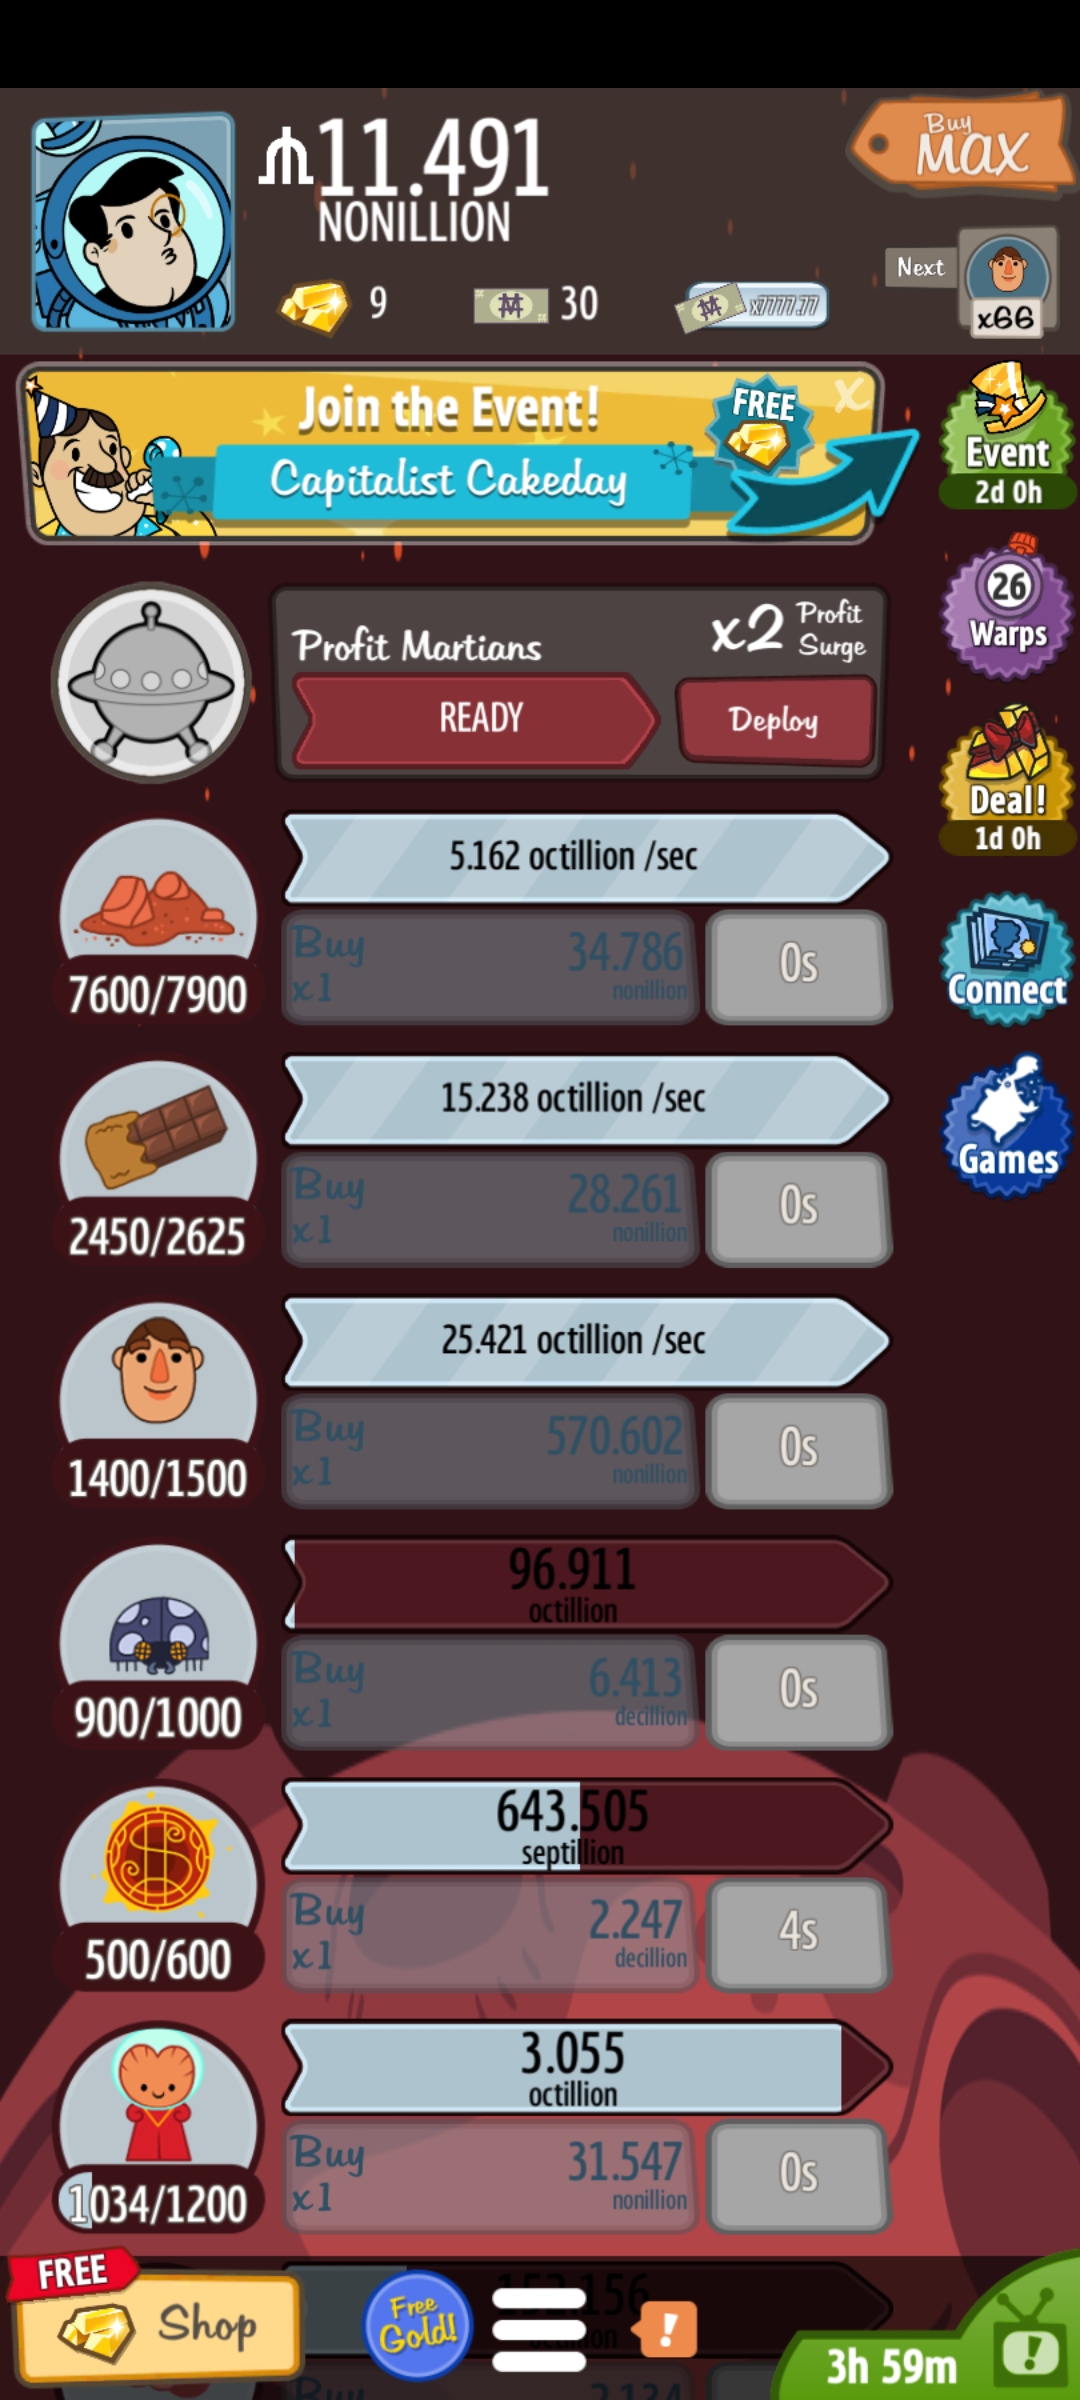 11.491
NONILLION
Buy
MAX
9
30
x7777.77
Next
x66
Join the Event!
Capitalist Cakeday
FREE
x
Event
2d 0h
26
Warps
Profit Martians
x2 Profit
Surge
READY
Deploy
Deal!
1d 0h
5.162 octillion /sec
Buy
x1
34.786
nonillion
0s
7600/7900
Connect
15.238 octillion /sec
Buy
x1
28.261
nonillion
0s
2450/2625
Games
25.421 octillion /sec
Buy
x1
570.602
nonillion
0s
1400/1500
96.911
octillion
Buy
x1
6.413
decillion
0s
900/1000
643.505
septillion
Buy
x1
2.247
decillion
4s
500/600
3.055
octillion
Buy
x1
31.547
nonillion
0s
1034/1200
FREE
Shop
Free
Gold!
!
3h 59m
!
Buy